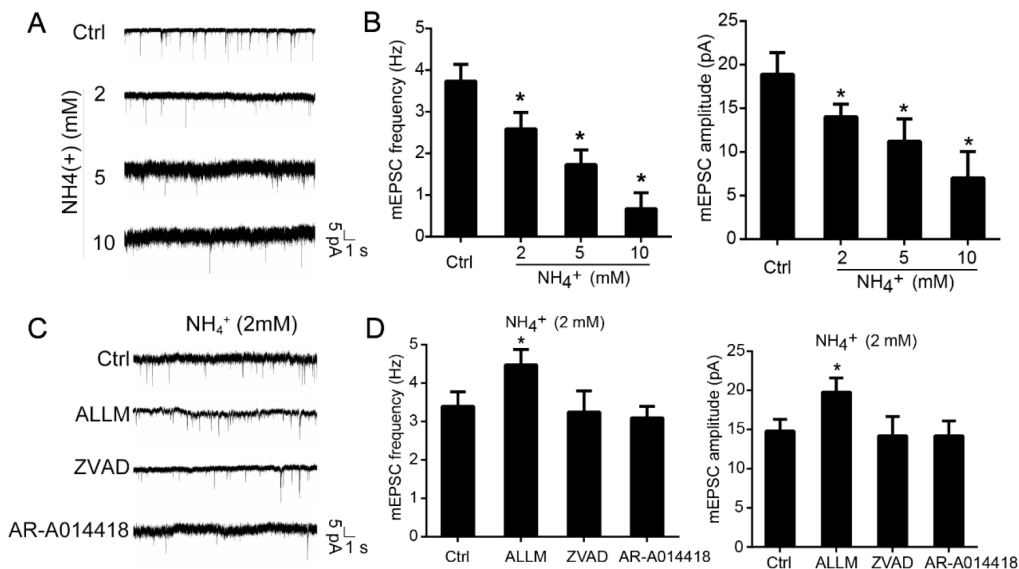 A
Ctrl
NH4(+) (mM)
2
5
10
5 pA
1 s
B
mEPSC frequency (Hz)
5
4
3
2
1
0
*
*
*
Ctrl
2
5
10
NH₄⁺ (mM)
mEPSC amplitude (pA)
25
20
15
10
5
0
*
*
*
Ctrl
2
5
10
NH₄⁺ (mM)
C
NH₄⁺ (2mM)
Ctrl
ALLM
ZVAD
AR-A014418
5 pA
1 s
D
NH₄⁺ (2 mM)
mEPSC frequency (Hz)
5
4
3
2
1
0
*
Ctrl
ALLM
ZVAD
AR-A014418
NH₄⁺ (2 mM)
mEPSC amplitude (pA)
25
20
15
10
5
0
*
Ctrl
ALLM
ZVAD
AR-A014418